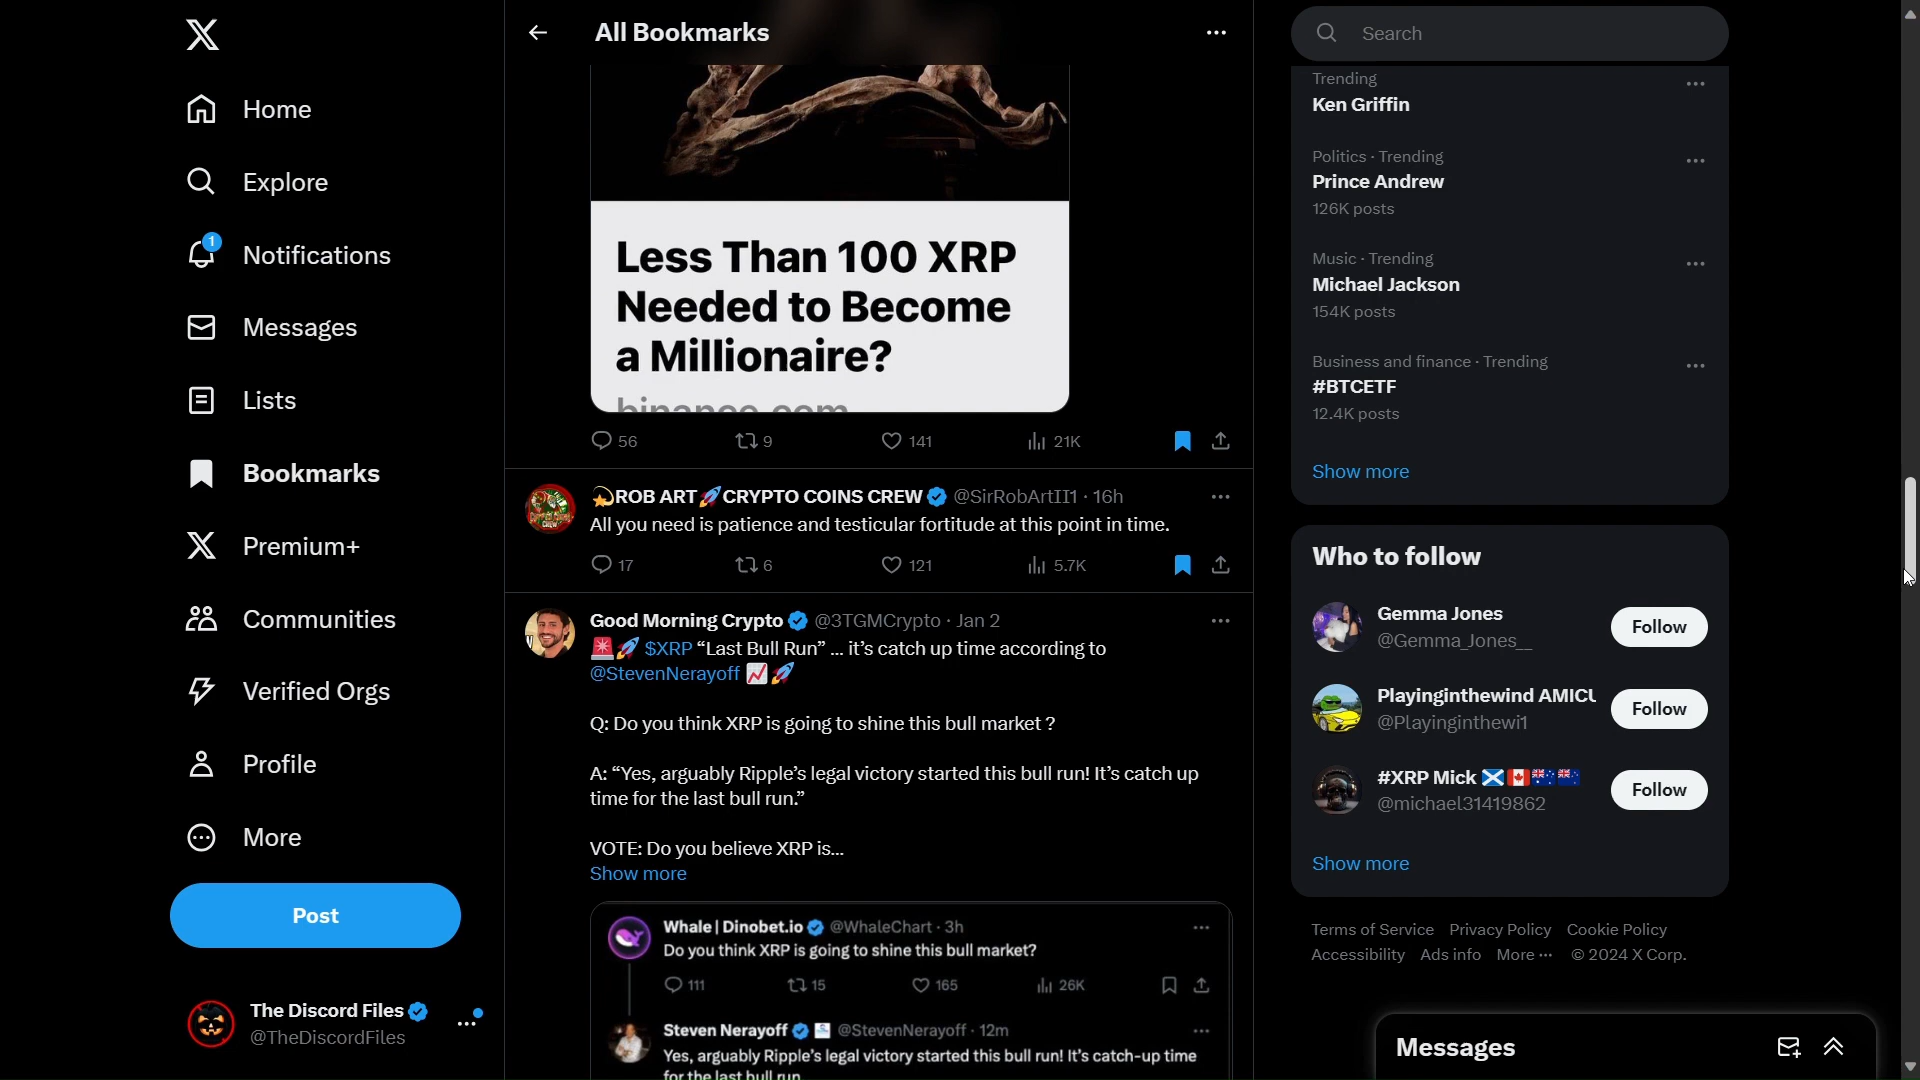 Home
Explore
1
Notifications
Messages
Lists
Bookmarks
Premium+
Communities
Verified Orgs
Profile
More
Post
The Discord Files
@TheDiscordFiles
All Bookmarks
Less Than 100 XRP
Needed to Become
a Millionaire?
binance.com
56 9 141 21K
💫ROB ART🚀CRYPTO COINS CREW @SirRobArtII1 · 16h
All you need is patience and testicular fortitude at this point in time.
17 6 121 5.7K
Good Morning Crypto @3TGMCrypto · Jan 2
🚨🚀 $XRP “Last Bull Run” ... it’s catch up time according to
@StevenNerayoff 📈🚀
Q: Do you think XRP is going to shine this bull market ?
A: “Yes, arguably Ripple’s legal victory started this bull run! It’s catch up
time for the last bull run.”
VOTE: Do you believe XRP is...
Show more
Whale | Dinobet.io @WhaleChart · 3h
Do you think XRP is going to shine this bull market?
111 15 165 26K
Steven Nerayoff @StevenNerayoff · 12m
Yes, arguably Ripple’s legal victory started this bull run! It’s catch-up time
for the last bull run
Search
Trending
Ken Griffin
Politics · Trending
Prince Andrew
126K posts
Music · Trending
Michael Jackson
154K posts
Business and finance · Trending
#BTCETF
12.4K posts
Show more
Who to follow
Gemma Jones
@Gemma_Jones__
Follow
Playinginthewind AMICU
@Playinginthewi1
Follow
#XRP Mick 🏴󠁧󠁢󠁳󠁣󠁴󠁿🇨🇦🇦🇺🇳🇿
@michael31419862
Follow
Show more
Terms of Service Privacy Policy Cookie Policy
Accessibility Ads info More ··· © 2024 X Corp.
Messages